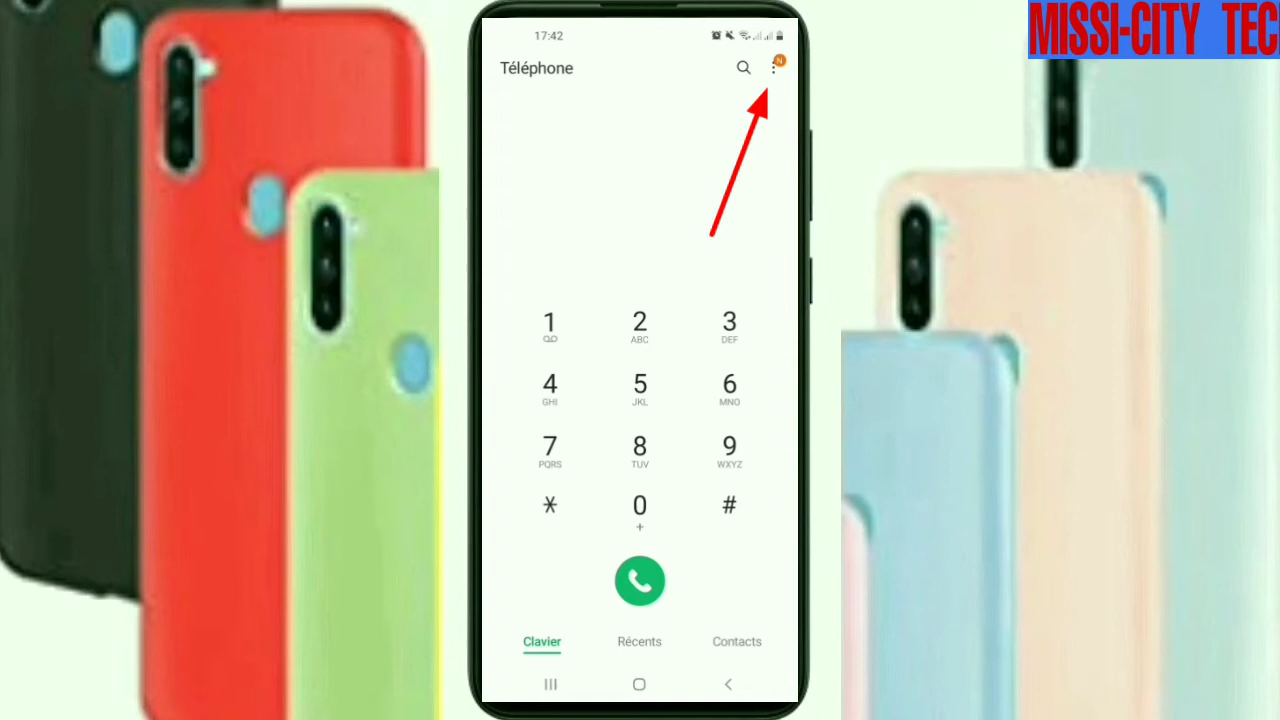 MISSI-CITY TEC
17:42
Téléphone
N
1 2 3
ABC DEF
4 5 6
GHI JKL MNO
7 8 9
PQRS TUV WXYZ
* 0 #
+
Clavier Récents Contacts